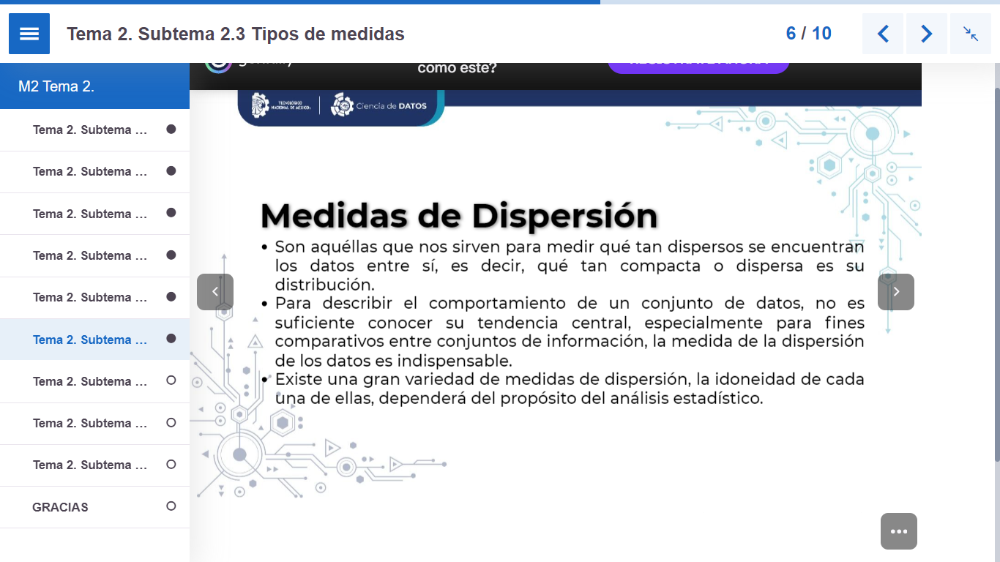 Tema 2. Subtema 2.3 Tipos de medidas
6 / 10
M2 Tema 2.
Tema 2. Subtema ...
Tema 2. Subtema ...
Tema 2. Subtema ...
Tema 2. Subtema ...
Tema 2. Subtema ...
Tema 2. Subtema ...
Tema 2. Subtema ...
Tema 2. Subtema ...
Tema 2. Subtema ...
GRACIAS
como este?
TECNOLÓGICO
NACIONAL DE MÉXICO
Ciencia de DATOS
Medidas de Dispersión
• Son aquéllas que nos sirven para medir qué tan dispersos se encuentran
los datos entre sí, es decir, qué tan compacta o dispersa es su
distribución.
• Para describir el comportamiento de un conjunto de datos, no es
suficiente conocer su tendencia central, especialmente para fines
comparativos entre conjuntos de información, la medida de la dispersión
de los datos es indispensable.
• Existe una gran variedad de medidas de dispersión, la idoneidad de cada
una de ellas, dependerá del propósito del análisis estadístico.